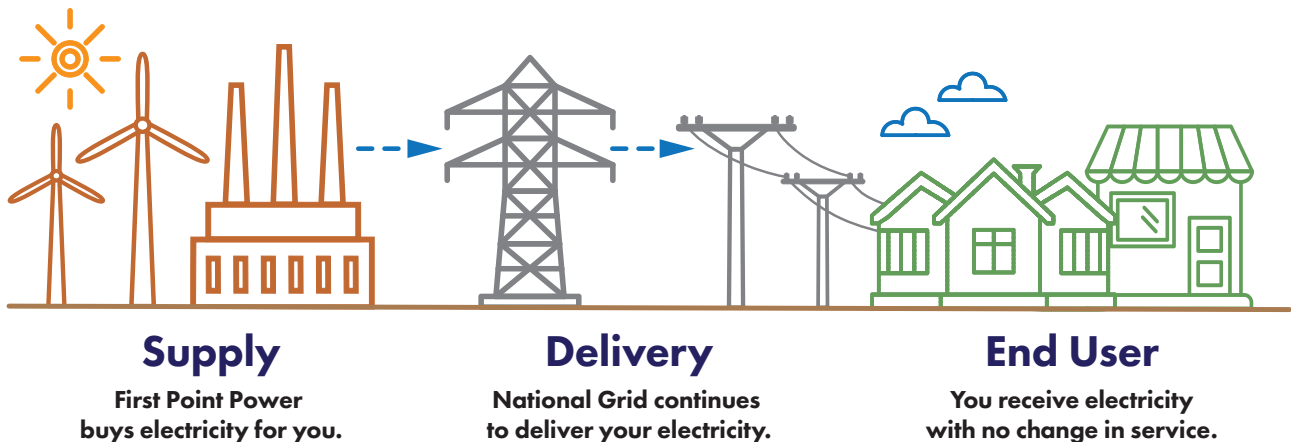 Supply
First Point Power
buys electricity for you.
Delivery
National Grid continues
to deliver your electricity.
End User
You receive electricity
with no change in service.